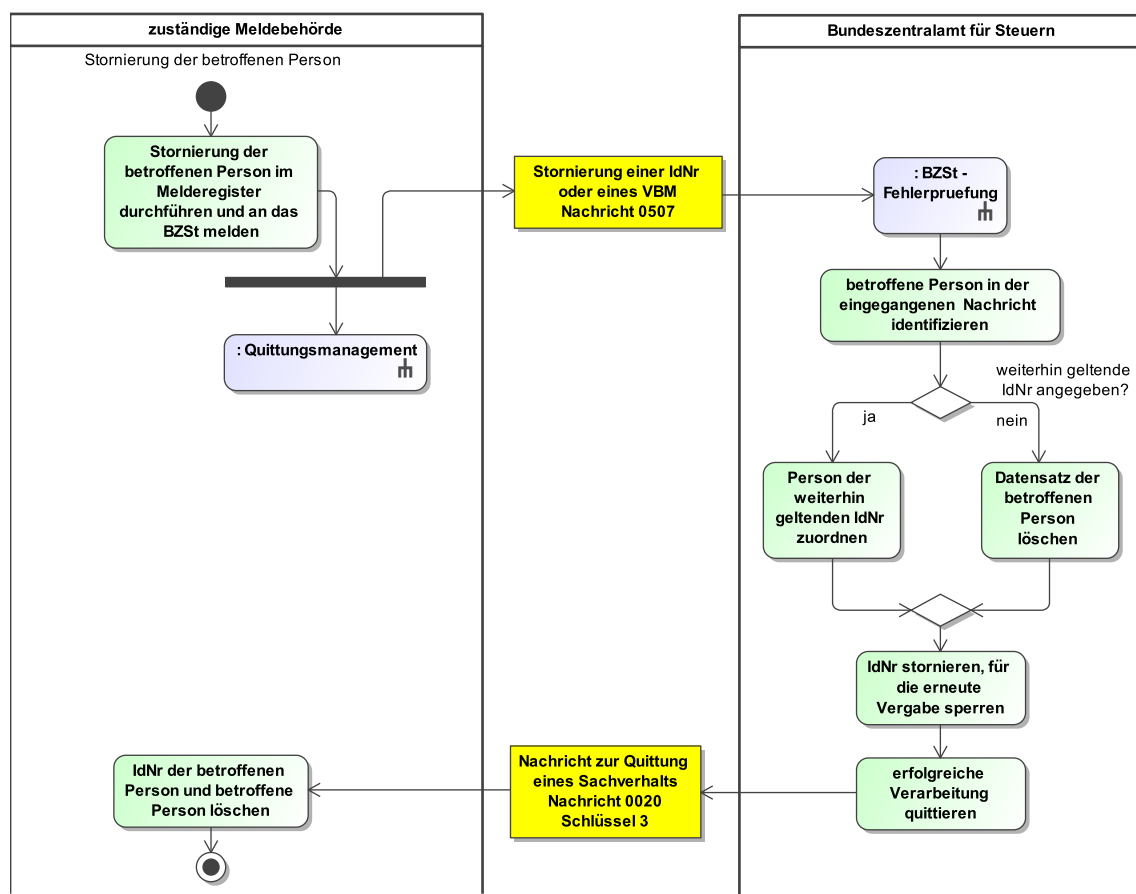 zuständige Meldebehörde
Bundeszentralamt für Steuern
Stornierung der betroffenen Person
Stornierung der
betroffenen Person im
Melderegister
durchführen und an das
BZSt melden
: Quittungsmanagement
Stornierung einer IdNr
oder eines VBM
Nachricht 0507
: BZSt -
Fehlerpruefung
betroffene Person in der
eingegangenen Nachricht
identifizieren
weiterhin geltende
IdNr angegeben?
ja
nein
Person der
weiterhin
geltenden IdNr
zuordnen
Datensatz der
betroffenen
Person
löschen
IdNr stornieren, für
die erneute
Vergabe sperren
erfolgreiche
Verarbeitung
quittieren
Nachricht zur Quittung
eines Sachverhalts
Nachricht 0020
Schlüssel 3
IdNr der betroffenen
Person und betroffene
Person löschen